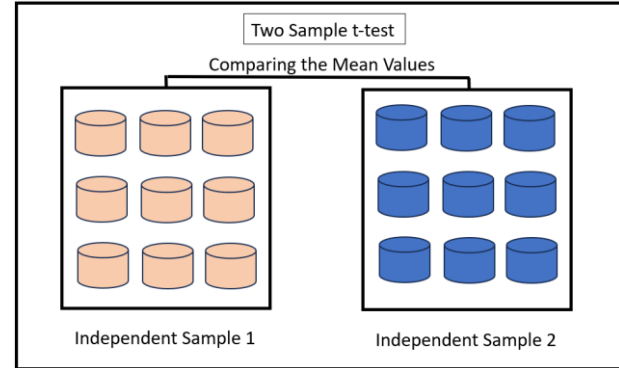 Two Sample t-test
Comparing the Mean Values
Independent Sample 1
Independent Sample 2